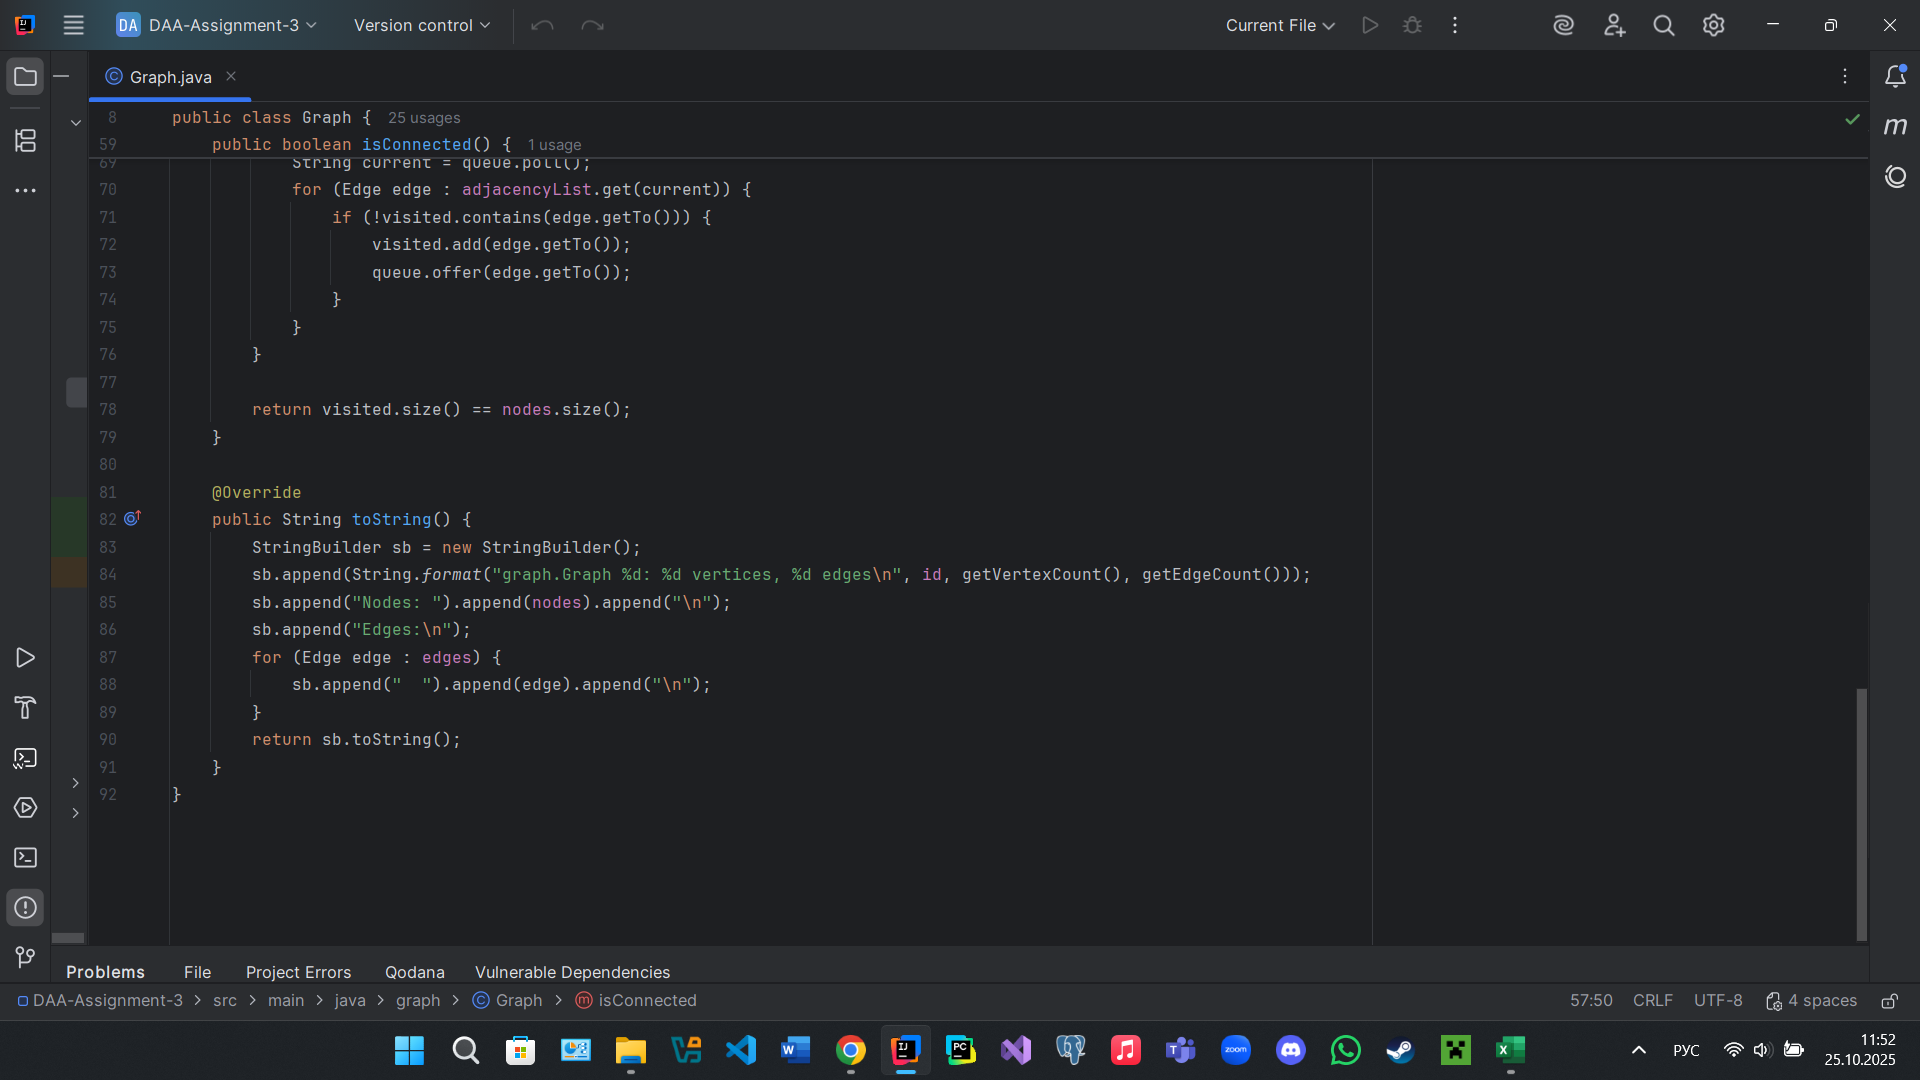 DA DAA-Assignment-3 Version control Current File
Graph.java
8 public class Graph { 25 usages
59 public boolean isConnected() { 1 usage
69 String current = queue.poll();
70 for (Edge edge : adjacencyList.get(current)) {
71 if (!visited.contains(edge.getTo())) {
72 visited.add(edge.getTo());
73 queue.offer(edge.getTo());
74 }
75 }
76 }
77
78 return visited.size() == nodes.size();
79 }
80
81 @Override
82 public String toString() {
83 StringBuilder sb = new StringBuilder();
84 sb.append(String.format("graph.Graph %d: %d vertices, %d edges\n", id, getVertexCount(), getEdgeCount()));
85 sb.append("Nodes: ").append(nodes).append("\n");
86 sb.append("Edges:\n");
87 for (Edge edge : edges) {
88 sb.append("  ").append(edge).append("\n");
89 }
90 return sb.toString();
91 }
92 }
Problems File Project Errors Qodana Vulnerable Dependencies
DAA-Assignment-3 > src > main > java > graph > Graph > isConnected 57:50 CRLF UTF-8 4 spaces
РУС 11:52
25.10.2025